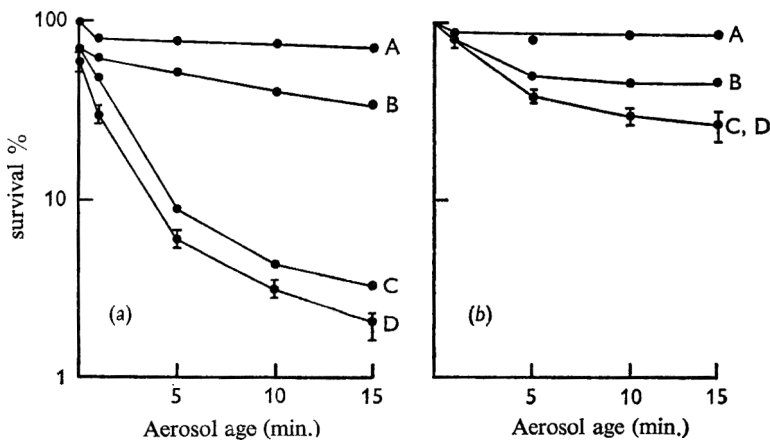 100
10
1
survival %
A
B
C
D
(a)
5
10
15
Aerosol age (min.)
A
B
C, D
(b)
5
10
15
Aerosol age (min.)